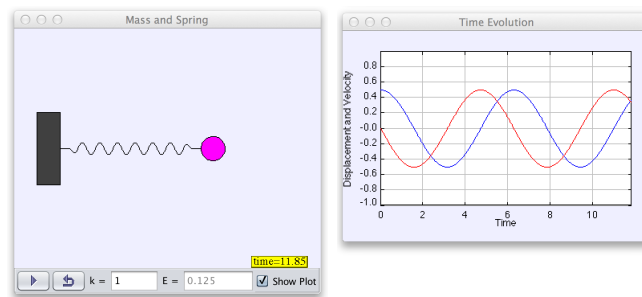 Mass and Spring
time=11.85
k = 1 E = 0.125 Show Plot
Time Evolution
Displacement and Velocity
0.8
0.6
0.4
0.2
-0.0
-0.2
-0.4
-0.6
-0.8
-1.0
0 2 4 6 8 10
Time